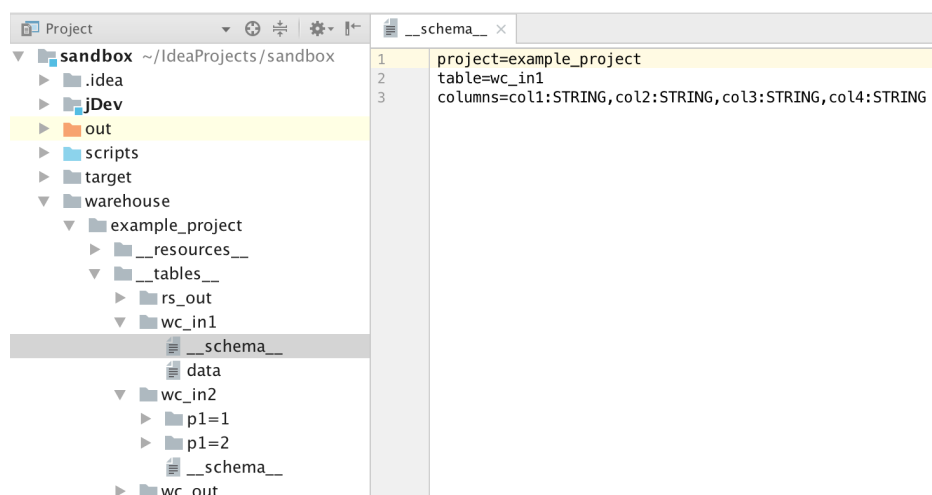 Project
sandbox ~/IdeaProjects/sandbox
.idea
jDev
out
scripts
target
warehouse
example_project
__resources__
__tables__
rs_out
wc_in1
__schema__
data
wc_in2
p1=1
p1=2
__schema__
wc_out
__schema__
1 project=example_project
2 table=wc_in1
3 columns=col1:STRING,col2:STRING,col3:STRING,col4:STRING